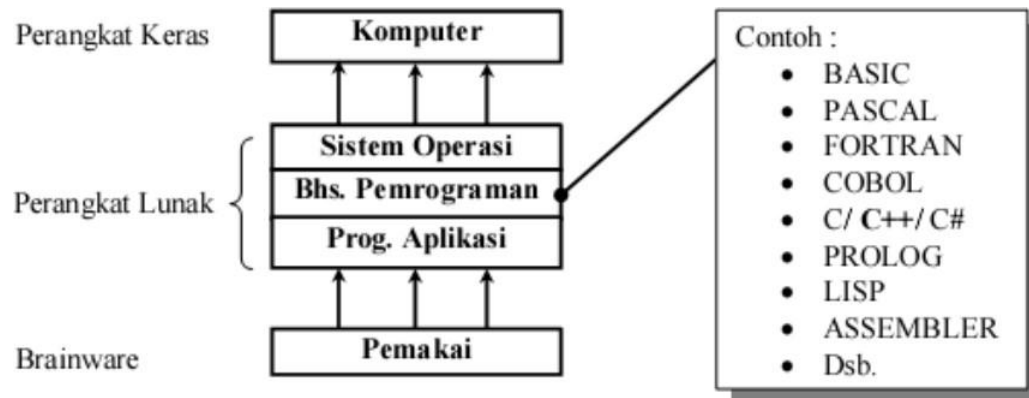 Perangkat Keras
Komputer
Sistem Operasi
Perangkat Lunak
Bhs. Pemrograman
Prog. Aplikasi
Brainware
Pemakai
Contoh :
• BASIC
• PASCAL
• FORTRAN
• COBOL
• C/ C++/ C#
• PROLOG
• LISP
• ASSEMBLER
• Dsb.